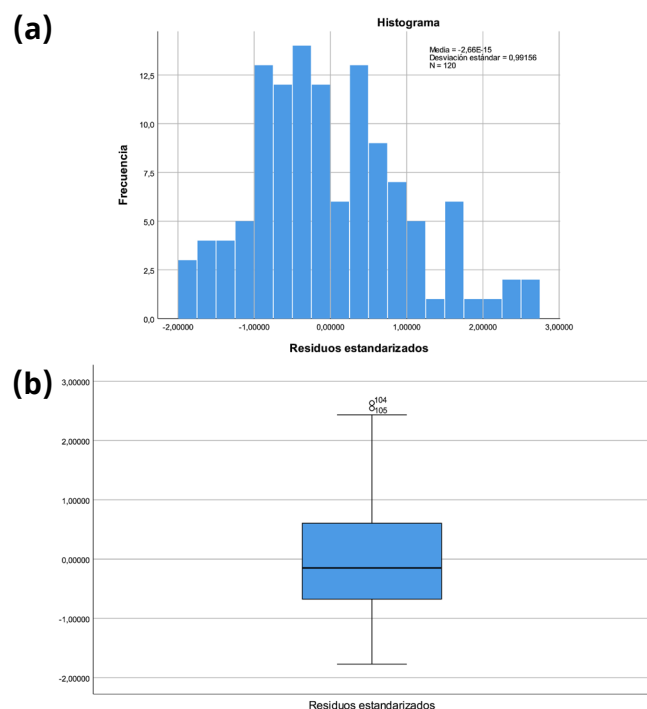 (a)
Histograma
Media = -2,66E-15
Desviación estándar = 0,99156
N = 120
12,5
10,0
7,5
5,0
2,5
0,0
Frecuencia
-2,00000 -1,00000 0,00000 1,00000 2,00000 3,00000
Residuos estandarizados
(b)
3,00000
2,00000
1,00000
0,00000
-1,00000
-2,00000
104
105
Residuos estandarizados